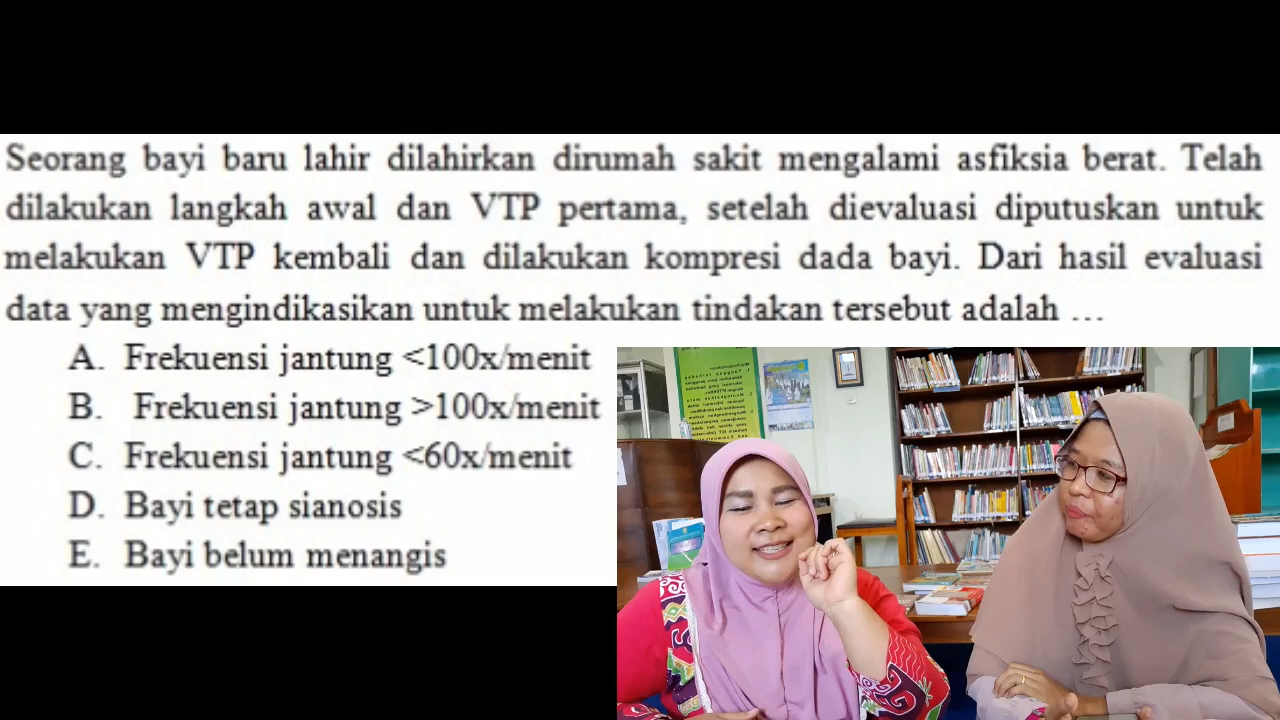 Seorang bayi baru lahir dilahirkan dirumah sakit mengalami asfiksia berat. Telah
dilakukan langkah awal dan VTP pertama, setelah dievaluasi diputuskan untuk
melakukan VTP kembali dan dilakukan kompresi dada bayi. Dari hasil evaluasi
data yang mengindikasikan untuk melakukan tindakan tersebut adalah …
A. Frekuensi jantung <100x/menit
B. Frekuensi jantung >100x/menit
C. Frekuensi jantung <60x/menit
D. Bayi tetap sianosis
E. Bayi belum menangis